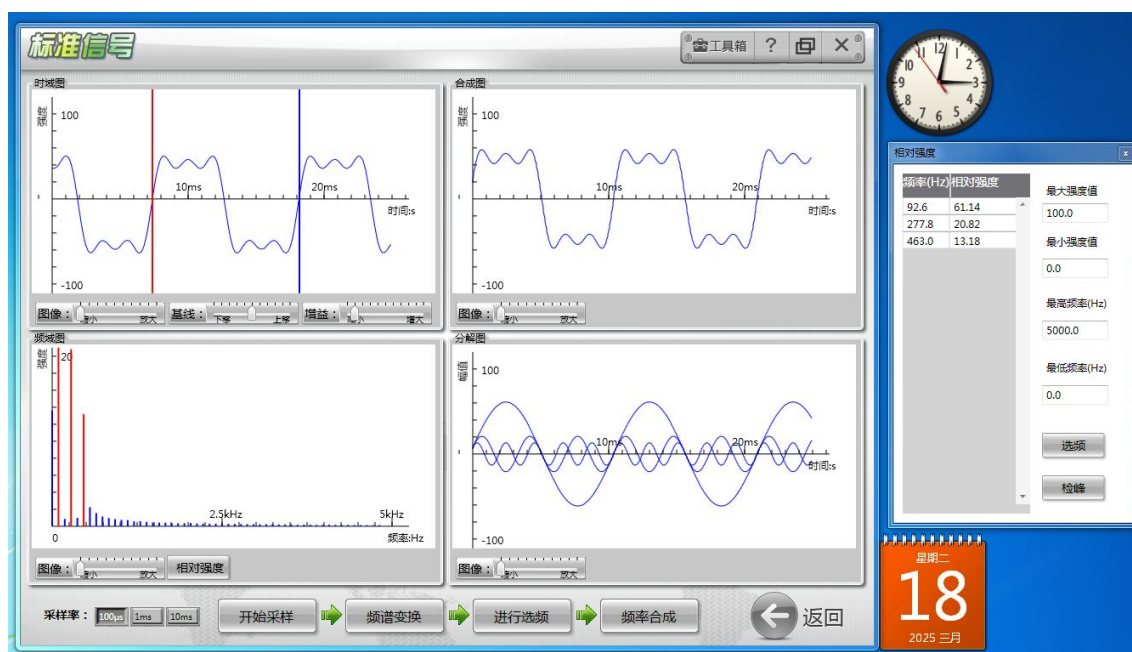 标准信号
工具箱 ?
时域图
强度
100
10ms
20ms
时间:s
-100
图像： 缩小 放大 基线： 下移 上移 增益： 缩小 增大
合成图
强度
100
10ms
20ms
时间:s
-100
图像： 缩小 放大
频域图
强度
20
2.5kHz
5kHz
0
频率:Hz
图像： 缩小 放大 相对强度
分解图
幅值
100
10ms
20ms
时间:s
-100
图像： 缩小 放大
采样率： 100μs 1ms 10ms 开始采样 频谱变换 进行选频 频率合成 返回
12
1
2
3
4
5
6
7
8
9
10
11
相对强度
频率(Hz) 相对强度
92.6 61.14
277.8 20.82
463.0 13.18
最大强度值
100.0
最小强度值
0.0
最高频率(Hz)
5000.0
最低频率(Hz)
0.0
选频
检峰
星期二
18
2025 三月